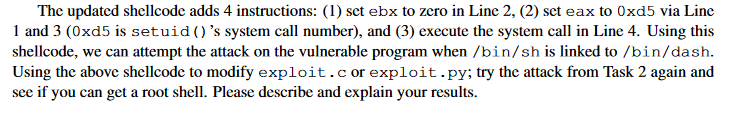 The updated shellcode adds 4 instructions: (1) set ebx to zero in Line 2, (2) set eax to 0xd5 via Line
1 and 3 (0xd5 is setuid()'s system call number), and (3) execute the system call in Line 4. Using this
shellcode, we can attempt the attack on the vulnerable program when /bin/sh is linked to /bin/dash.
Using the above shellcode to modify exploit.c or exploit.py; try the attack from Task 2 again and
see if you can get a root shell. Please describe and explain your results.